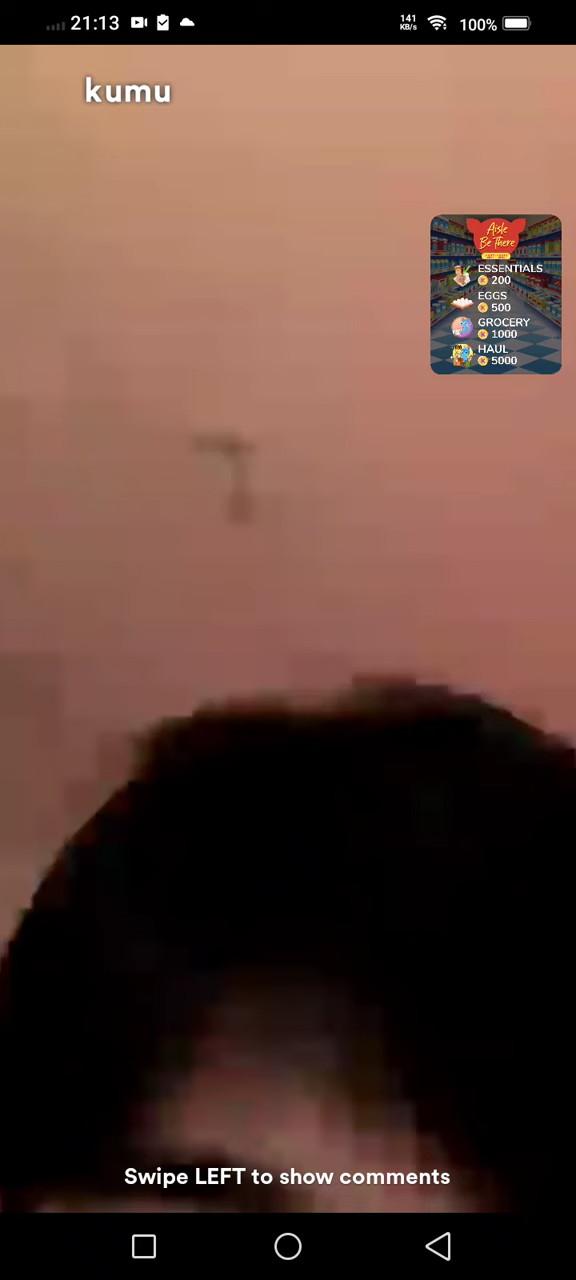 21:13
141
KB/s
100%
kumu
Aisle
Be There
ESSENTIALS
200
EGGS
500
GROCERY
1000
HAUL
5000
Swipe LEFT to show comments